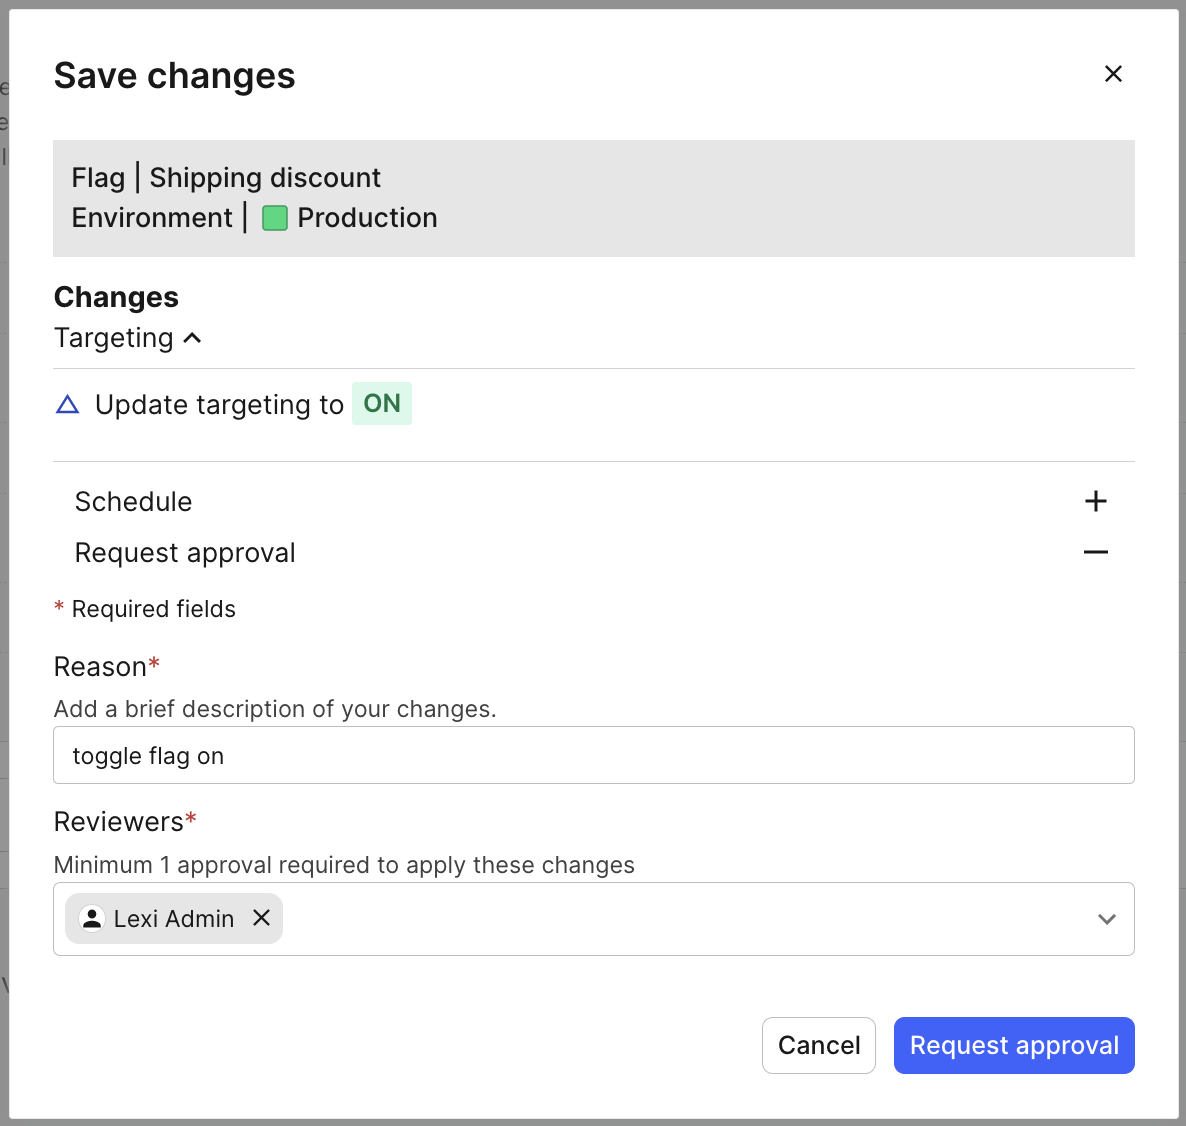 Save changes
Flag | Shipping discount
Environment | Production
Changes
Targeting
Update targeting to ON
Schedule
Request approval
* Required fields
Reason*
Add a brief description of your changes.
toggle flag on
Reviewers*
Minimum 1 approval required to apply these changes
Lexi Admin
Cancel
Request approval